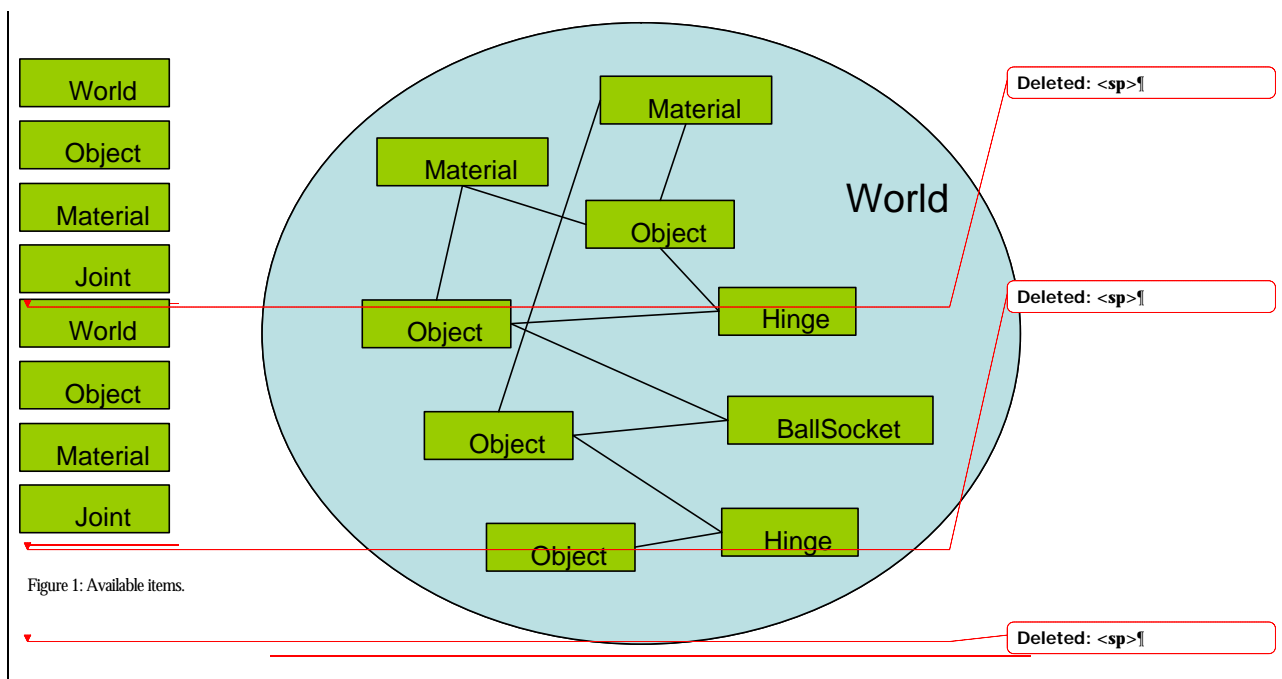 World
Object
Material
Joint
World
Object
Material
Joint
Figure 1: Available items.
Material
Material
World
Object
Hinge
Object
BallSocket
Object
Hinge
Object
Deleted: <sp>¶
Deleted: <sp>¶
Deleted: <sp>¶